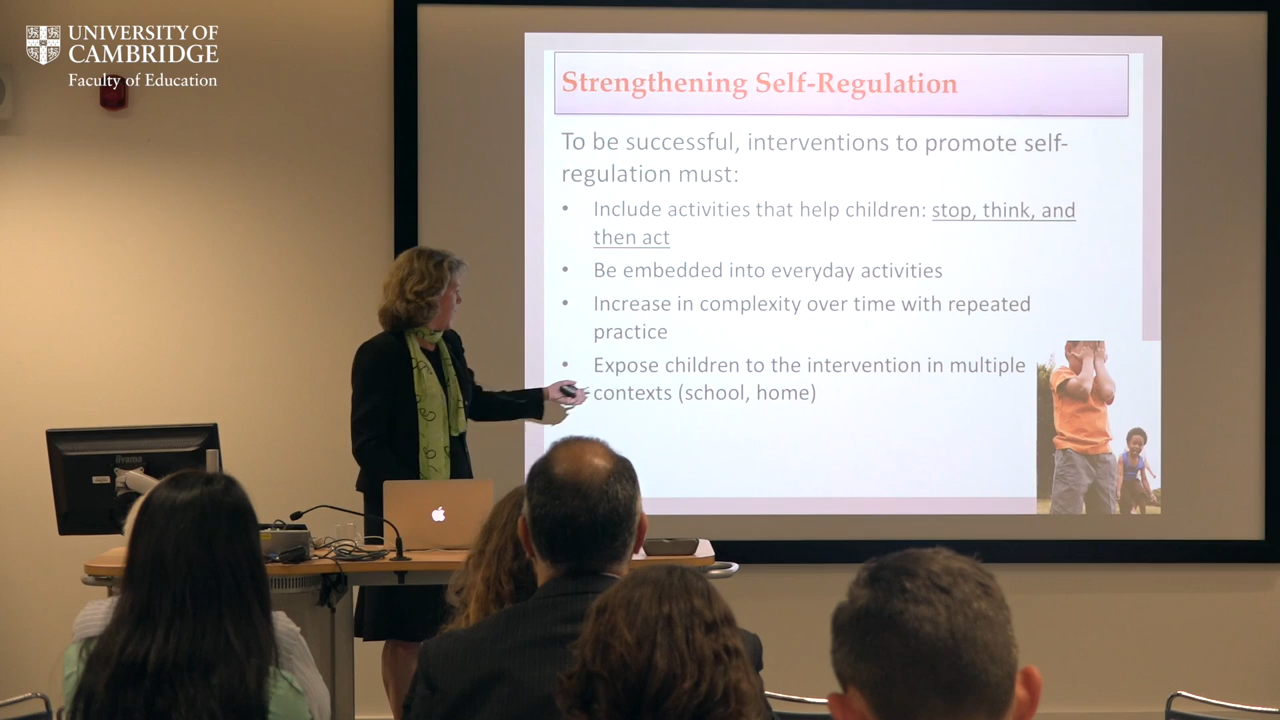 UNIVERSITY OF
CAMBRIDGE
Faculty of Education
Strengthening Self-Regulation
To be successful, interventions to promote self-
regulation must:
• Include activities that help children: stop, think, and
then act
• Be embedded into everyday activities
• Increase in complexity over time with repeated
practice
• Expose children to the intervention in multiple
contexts (school, home)
iiyama